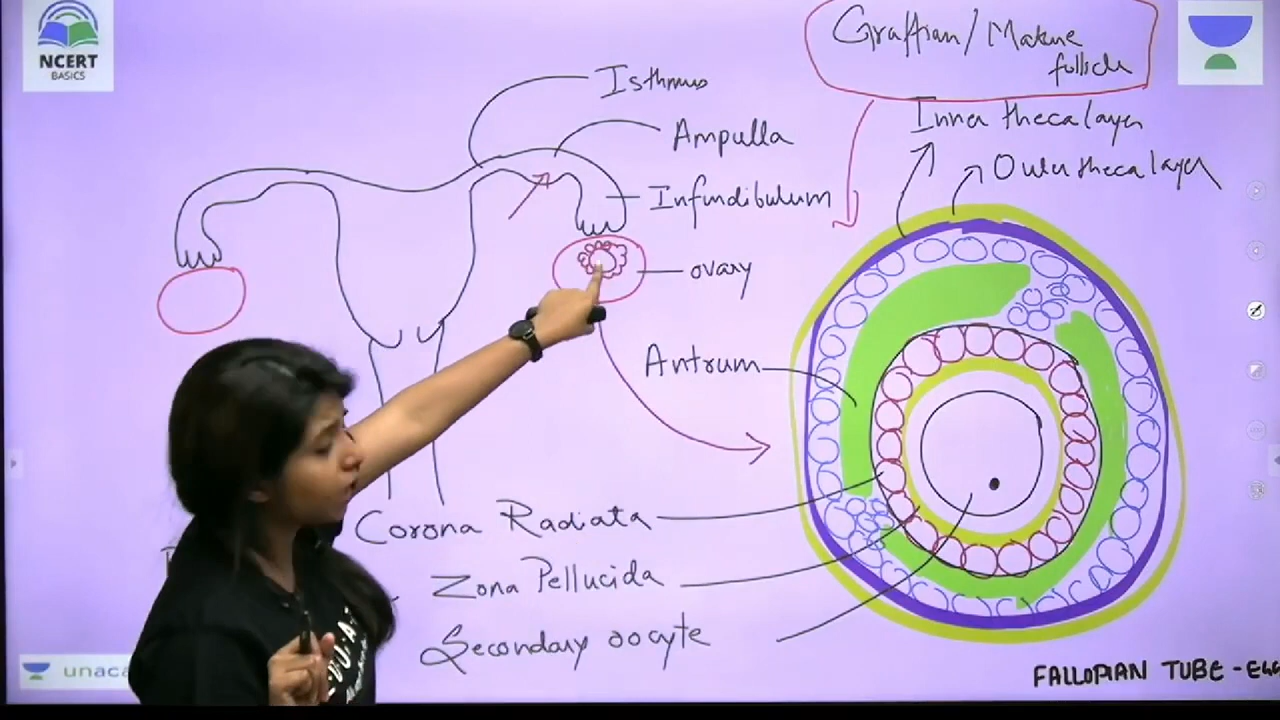 NCERT
BASICS
Graffian / Mature
follicle
Isthmus
Ampulla
Infundibulum
ovary
Inner theca layer
Outer theca layer
Antrum
Corona Radiata
Zona Pellucida
Secondary oocyte
FALLOPIAN TUBE -
unaca